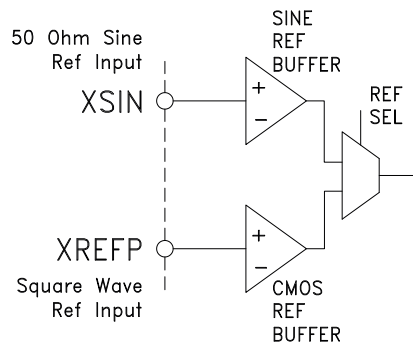 50 Ohm Sine
Ref Input
XSIN
SINE
REF
BUFFER
+
−
REF
SEL
XREFP
Square Wave
Ref Input
+
−
CMOS
REF
BUFFER